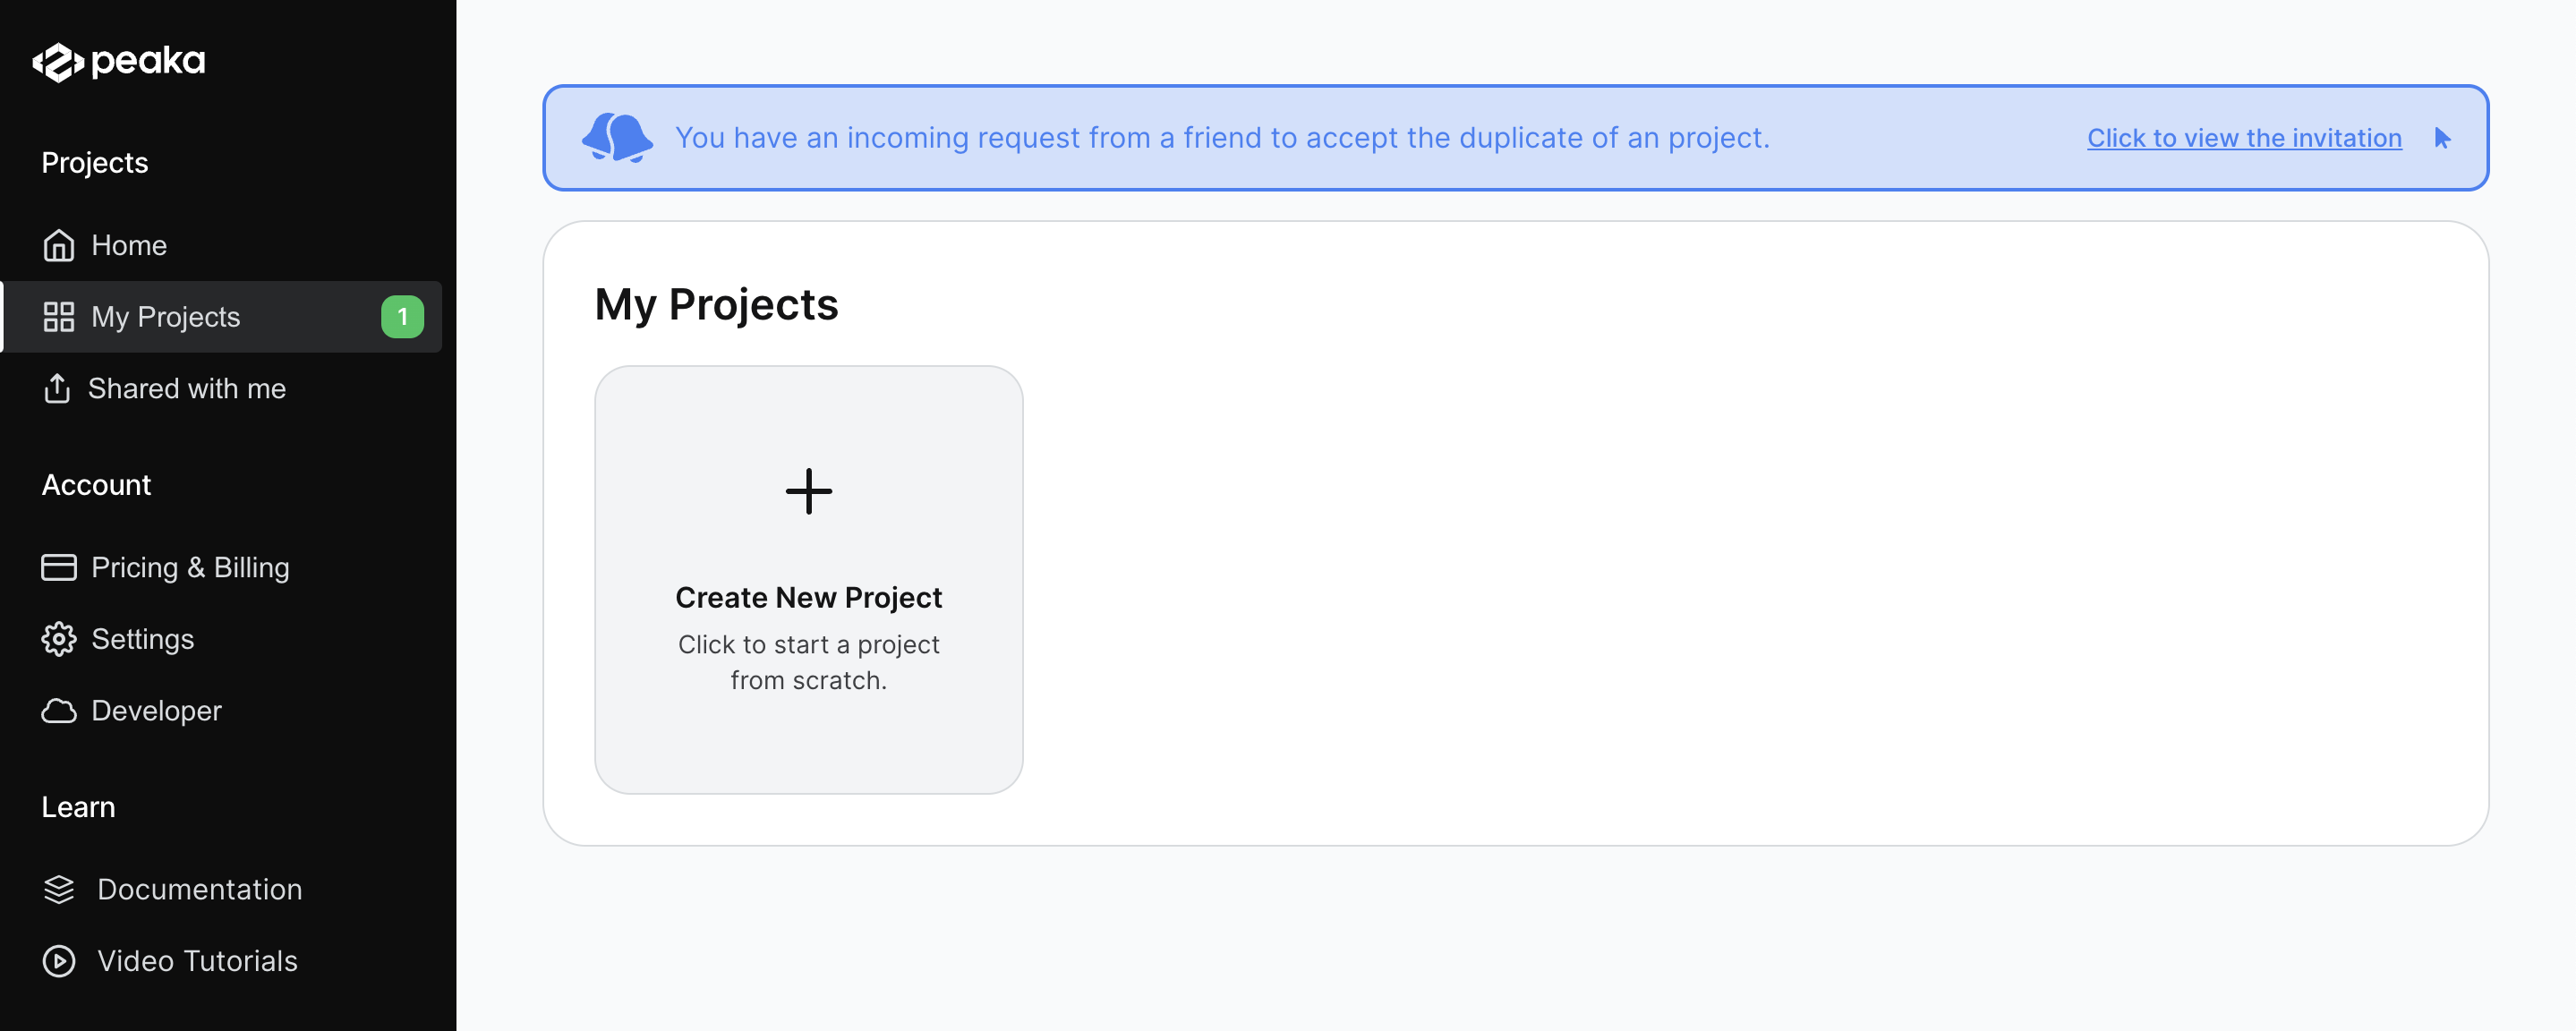 peaka
Projects
Home
My Projects 1
Shared with me
Account
Pricing & Billing
Settings
Developer
Learn
Documentation
Video Tutorials
You have an incoming request from a friend to accept the duplicate of an project. Click to view the invitation
My Projects
Create New Project
Click to start a project
from scratch.